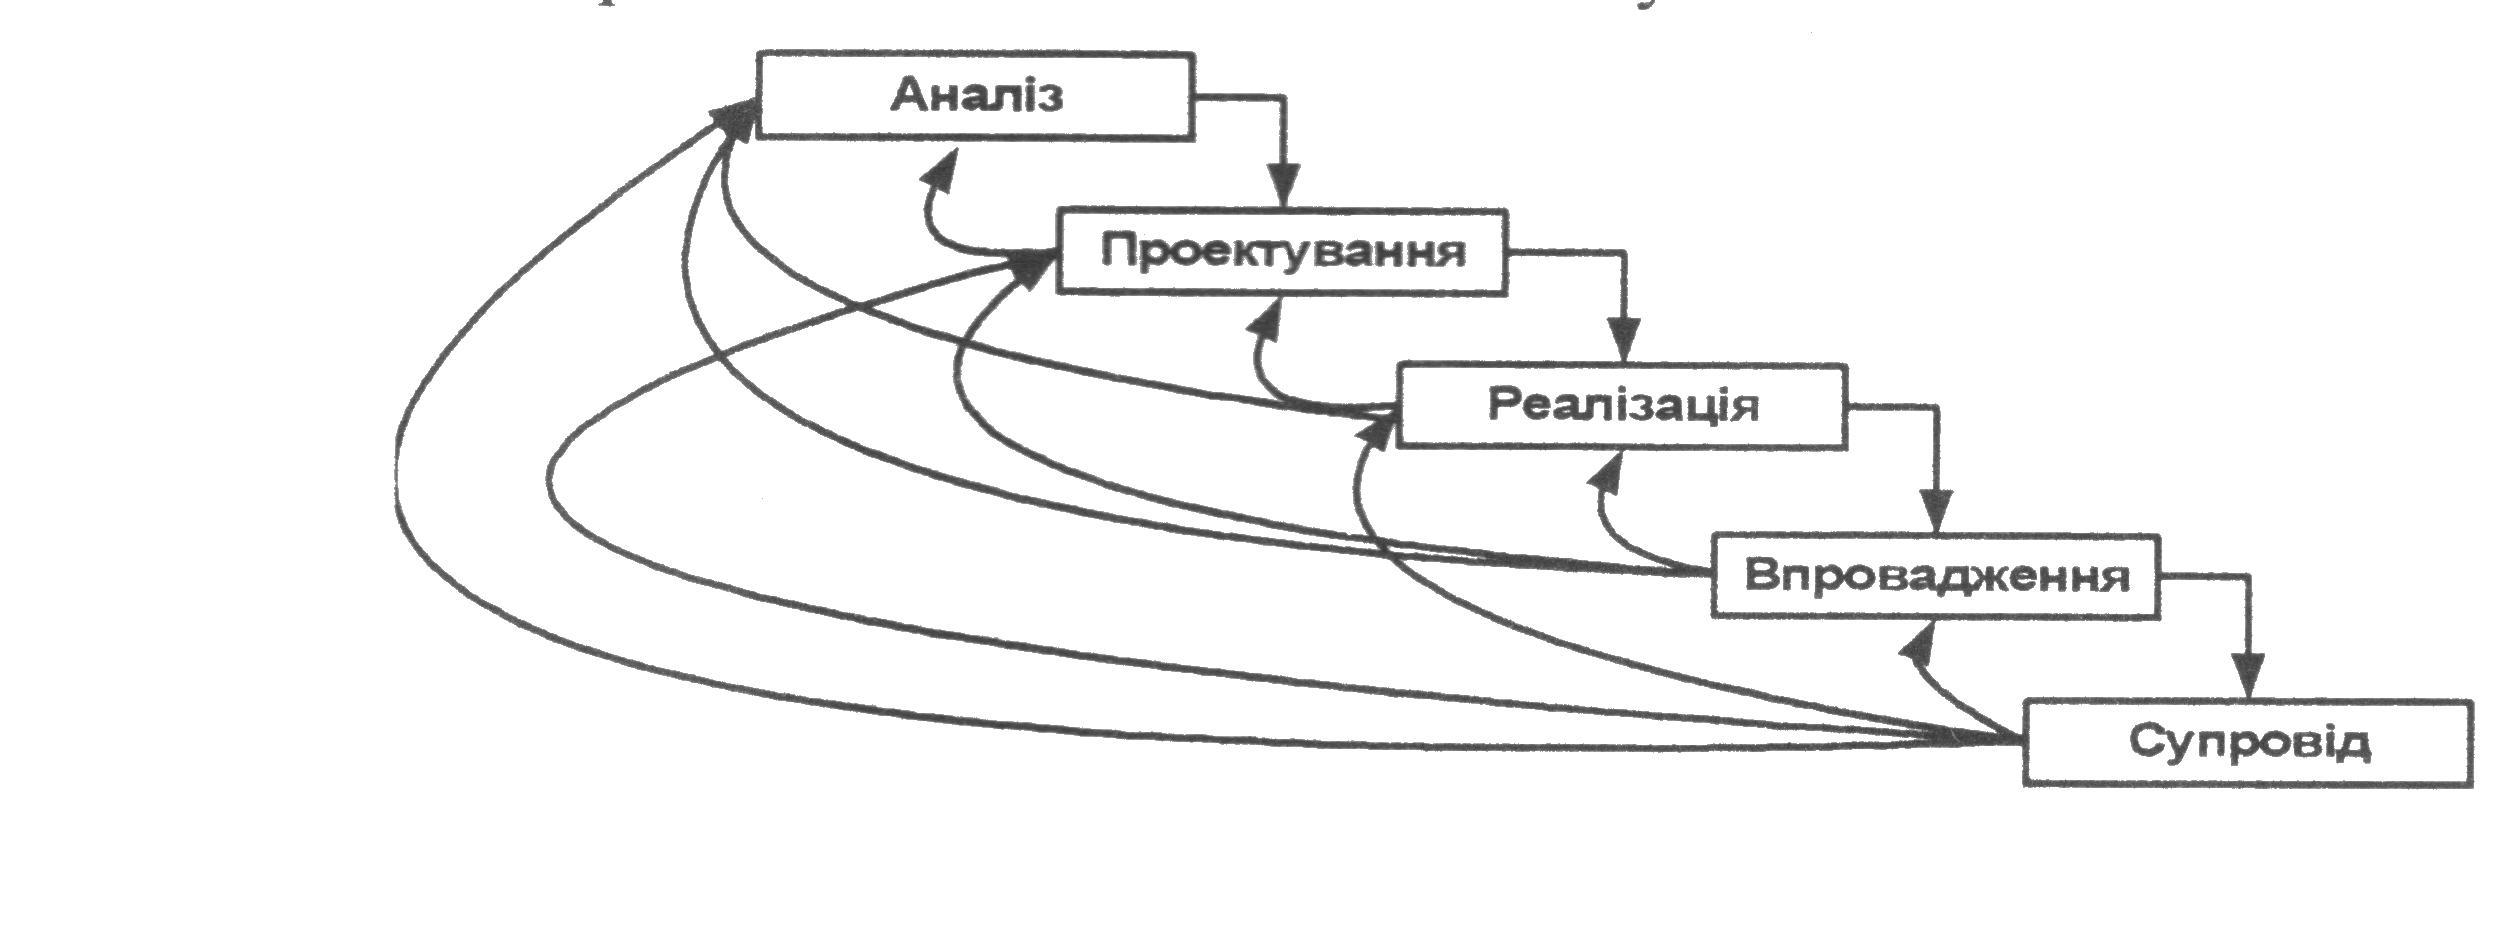 Аналіз
Проектування
Реалізація
Впровадження
Супровід